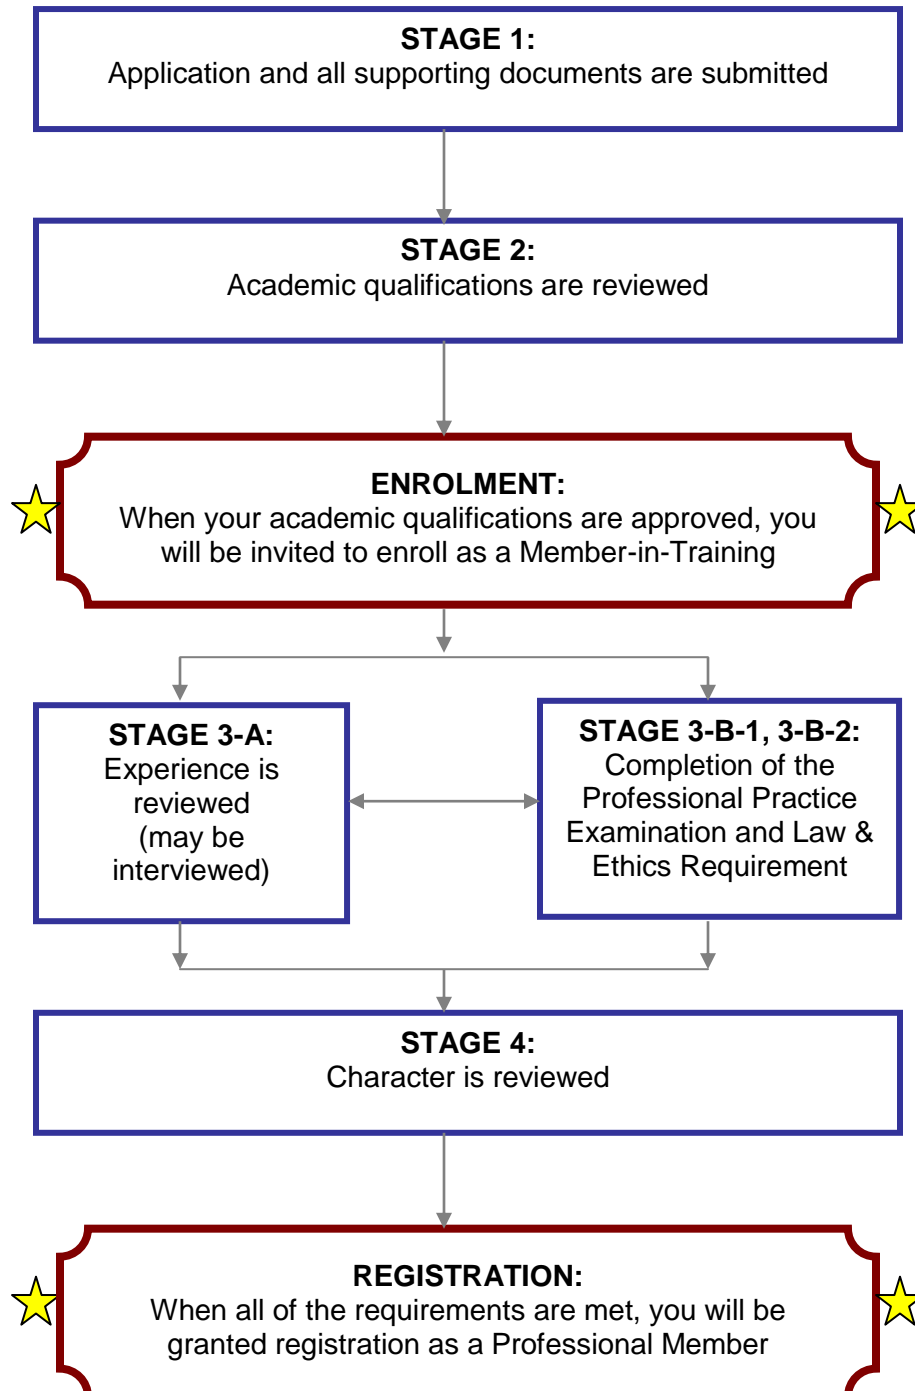 STAGE 1:
Application and all supporting documents are submitted
STAGE 2:
Academic qualifications are reviewed
ENROLMENT:
When your academic qualifications are approved, you
will be invited to enroll as a Member-in-Training
STAGE 3-A:
Experience is
reviewed
(may be
interviewed)
STAGE 3-B-1, 3-B-2:
Completion of the
Professional Practice
Examination and Law &
Ethics Requirement
STAGE 4:
Character is reviewed
REGISTRATION:
When all of the requirements are met, you will be
granted registration as a Professional Member